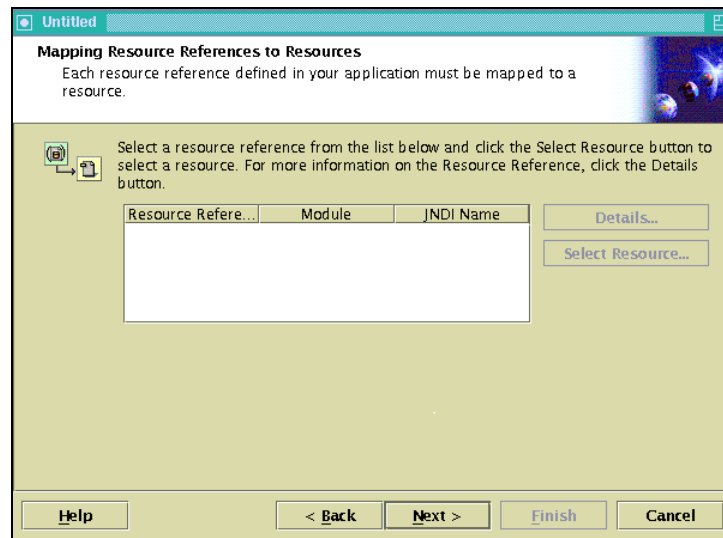 Untitled
Mapping Resource References to Resources
Each resource reference defined in your application must be mapped to a
resource.
Select a resource reference from the list below and click the Select Resource button to
select a resource. For more information on the Resource Reference, click the Details
button.
Resource Refere... Module JNDI Name
Details...
Select Resource...
Help < Back Next > Finish Cancel